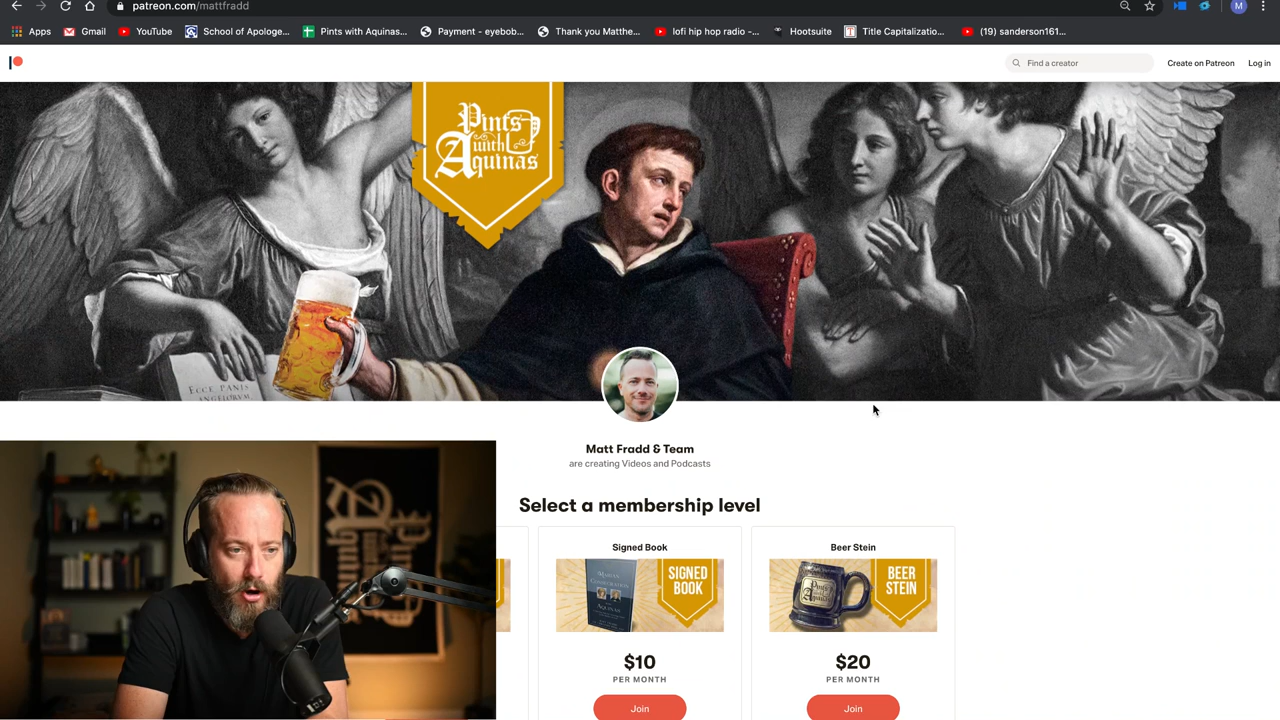 patreon.com/mattfradd
Apps Gmail YouTube School of Apologe... Pints with Aquinas... Payment - eyebob... Thank you Matthe... lofi hip hop radio -... Hootsuite Title Capitalizatio... (19) sanderson161...
M
Find a creator Create on Patreon Log in
Pints
with
Aquinas
ECCE PANIS
ANGELORVM
Matt Fradd & Team
are creating Videos and Podcasts
Select a membership level
Signed Book Beer Stein
SIGNED
BOOK
BEER
STEIN
$10 $20
PER MONTH PER MONTH
Join Join